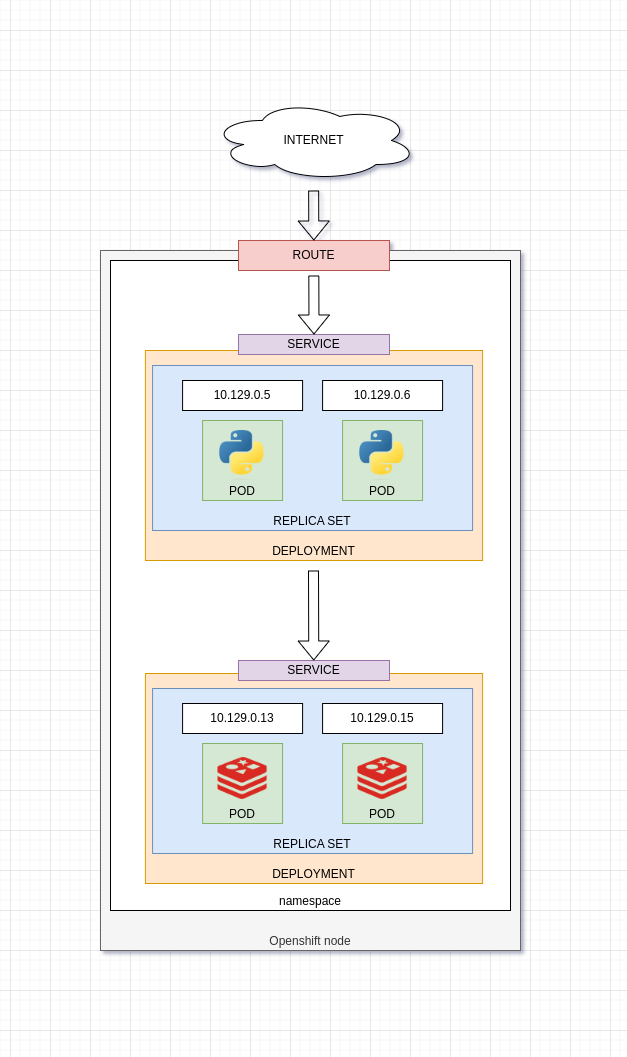 INTERNET
ROUTE
SERVICE
10.129.0.5
10.129.0.6
POD
POD
REPLICA SET
DEPLOYMENT
SERVICE
10.129.0.13
10.129.0.15
POD
POD
REPLICA SET
DEPLOYMENT
namespace
Openshift node